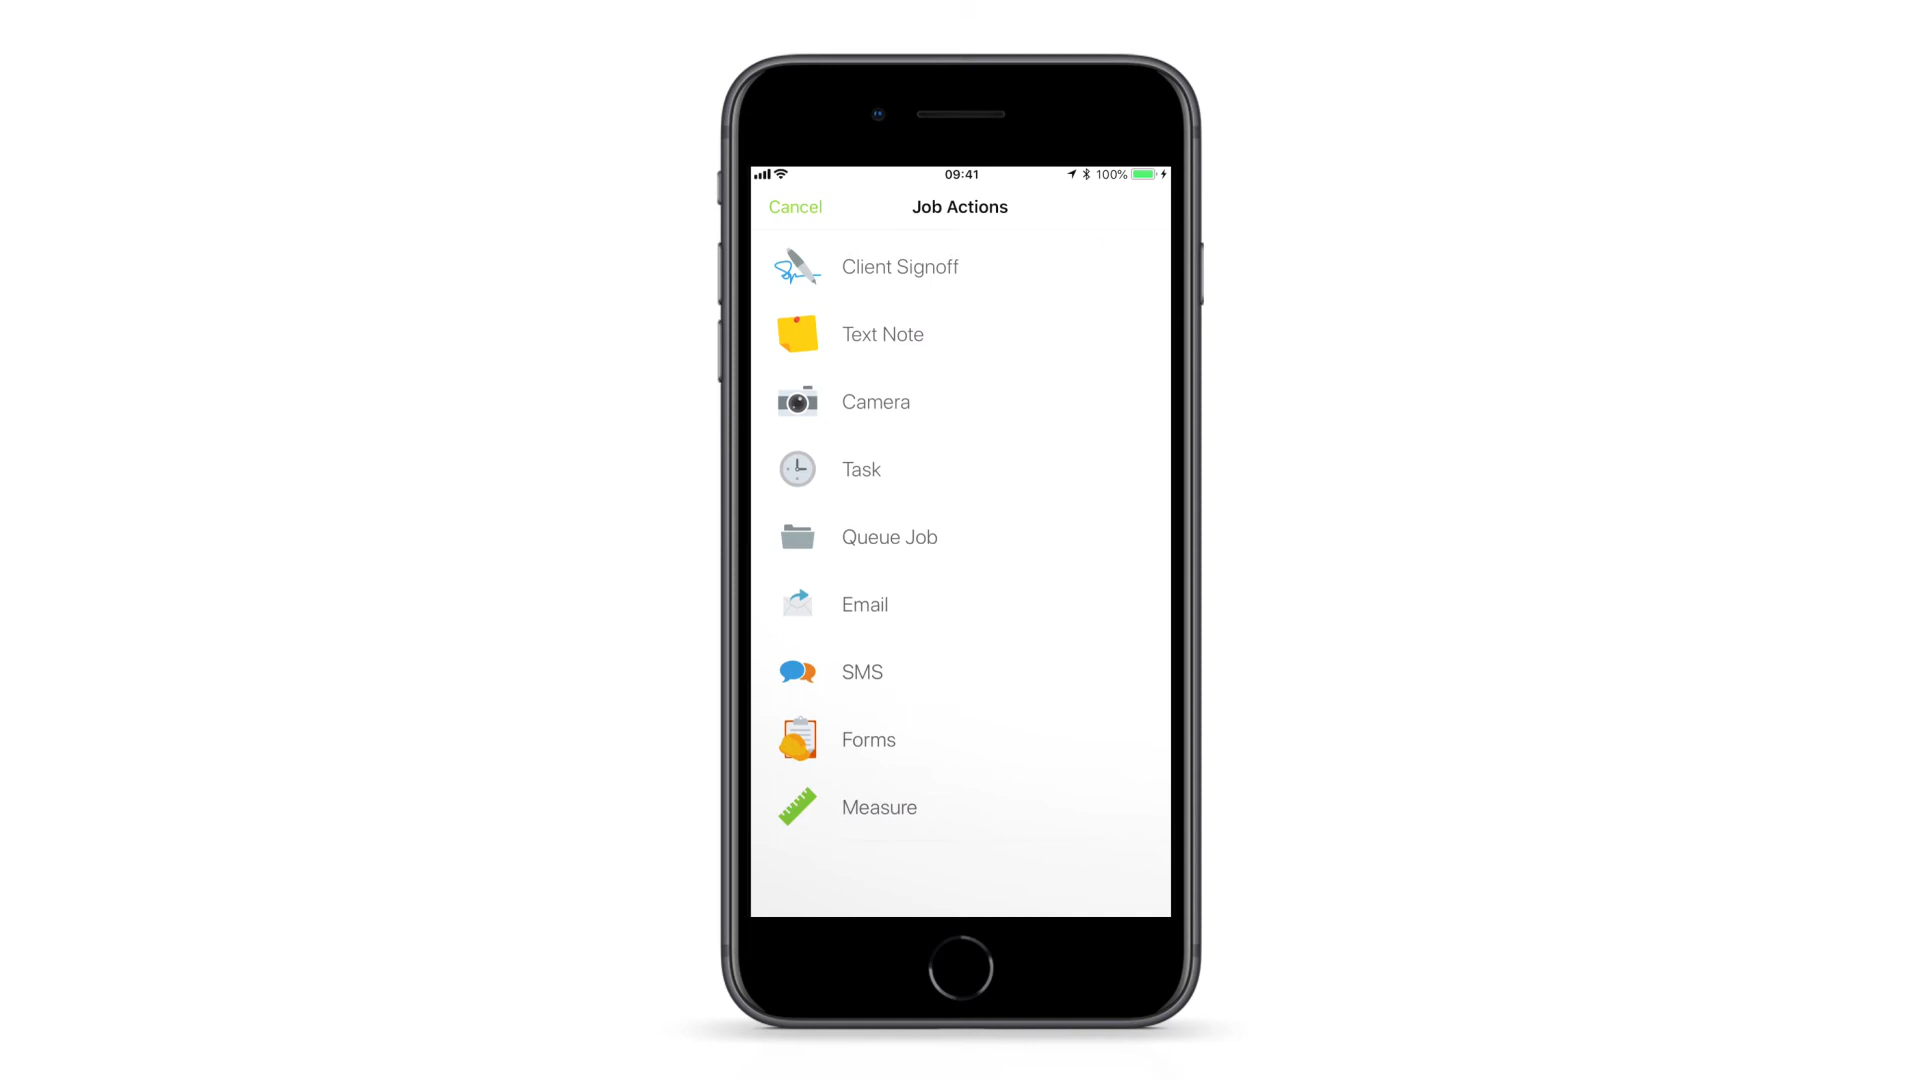 09:41
100%
Cancel
Job Actions
Client Signoff
Text Note
Camera
Task
Queue Job
Email
SMS
Forms
Measure